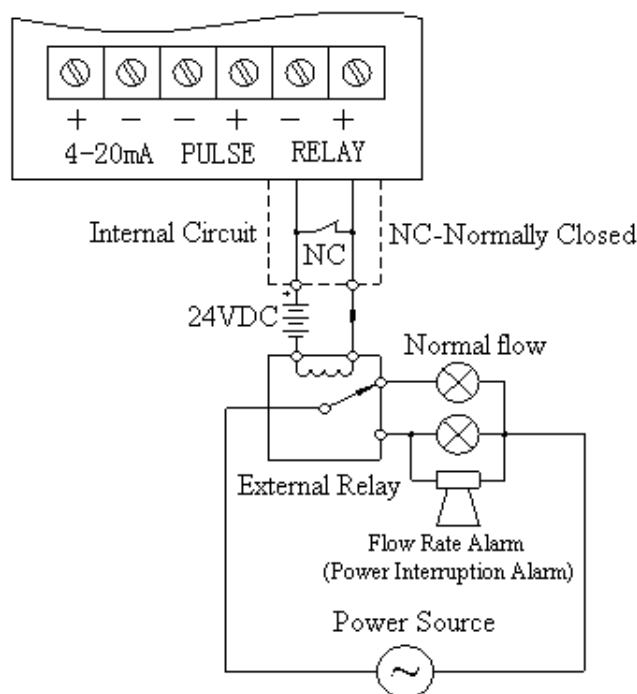 + − − + − +
4-20mA PULSE RELAY
Internal Circuit
NC-Normally Closed
NC
+
24VDC
Normal flow
External Relay
Flow Rate Alarm
(Power Interruption Alarm)
Power Source
~